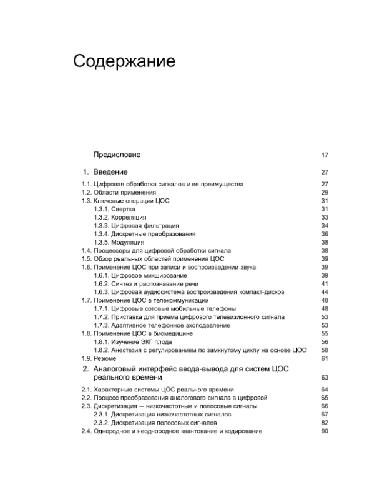 Содержание
Предисловие 17
1. Введение 27
1.1. Цифровая обработка сигналов и ее преимущества 27
1.2. Области применения 29
1.3. Ключевые операции ЦОС 31
1.3.1. Свертка 31
1.3.2. Корреляция 33
1.3.3. Цифровая фильтрация 34
1.3.4. Дискретные преобразования 36
1.3.5. Модуляция 38
1.4. Процессоры для цифровой обработки сигнала 38
1.5. Обзор реальных областей применения ЦОС 39
1.6. Применение ЦОС при записи и воспроизведении звука 39
1.6.1. Цифровое микширование 39
1.6.2. Синтез и распознавание речи 41
1.6.3. Цифровая аудиосистема воспроизведения компакт-дисков 44
1.7. Применение ЦОС в телекоммуникации 48
1.7.1. Цифровые сотовые мобильные телефоны 48
1.7.2. Приставка для приема цифрового телевизионного сигнала 53
1.7.3. Адаптивное телефонное эхоподавление 53
1.8. Применение ЦОС в биомедицине 55
1.8.1. Изучение ЭКГ плода 56
1.8.2. Анестезия с регулированием по замкнутому циклу на основе ЦОС 58
1.9. Резюме 61
2. Аналоговый интерфейс ввода-вывода для систем ЦОС
реального времени 63
2.1. Характерные системы ЦОС реального времени 64
2.2. Процесс преобразования аналогового сигнала в цифровой 65
2.3. Дискретизация — низкочастотные и полосовые сигналы 66
2.3.1. Дискретизация низкочастотных сигналов 66
2.3.2. Дискретизация полосовых сигналов 82
2.4. Однородное и неоднородное квантование и кодирование 90